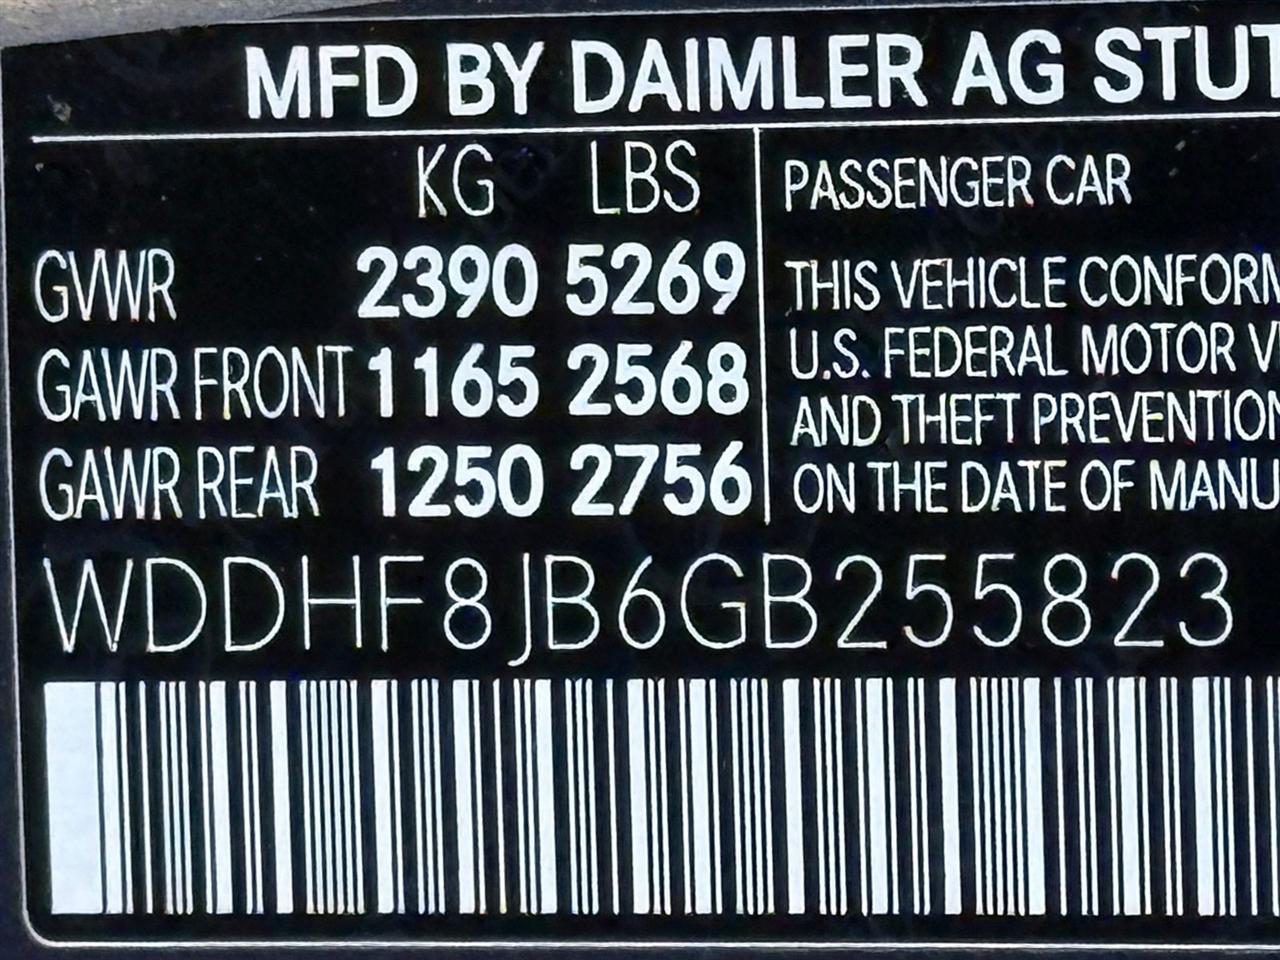 MFD BY DAIMLER AG STUT
KG LBS
GVWR 2390 5269
GAWR FRONT 1165 2568
GAWR REAR 1250 2756
PASSENGER CAR
THIS VEHICLE CONFORM
U.S. FEDERAL MOTOR V
AND THEFT PREVENTION
ON THE DATE OF MANU
WDDHF8JB6GB255823